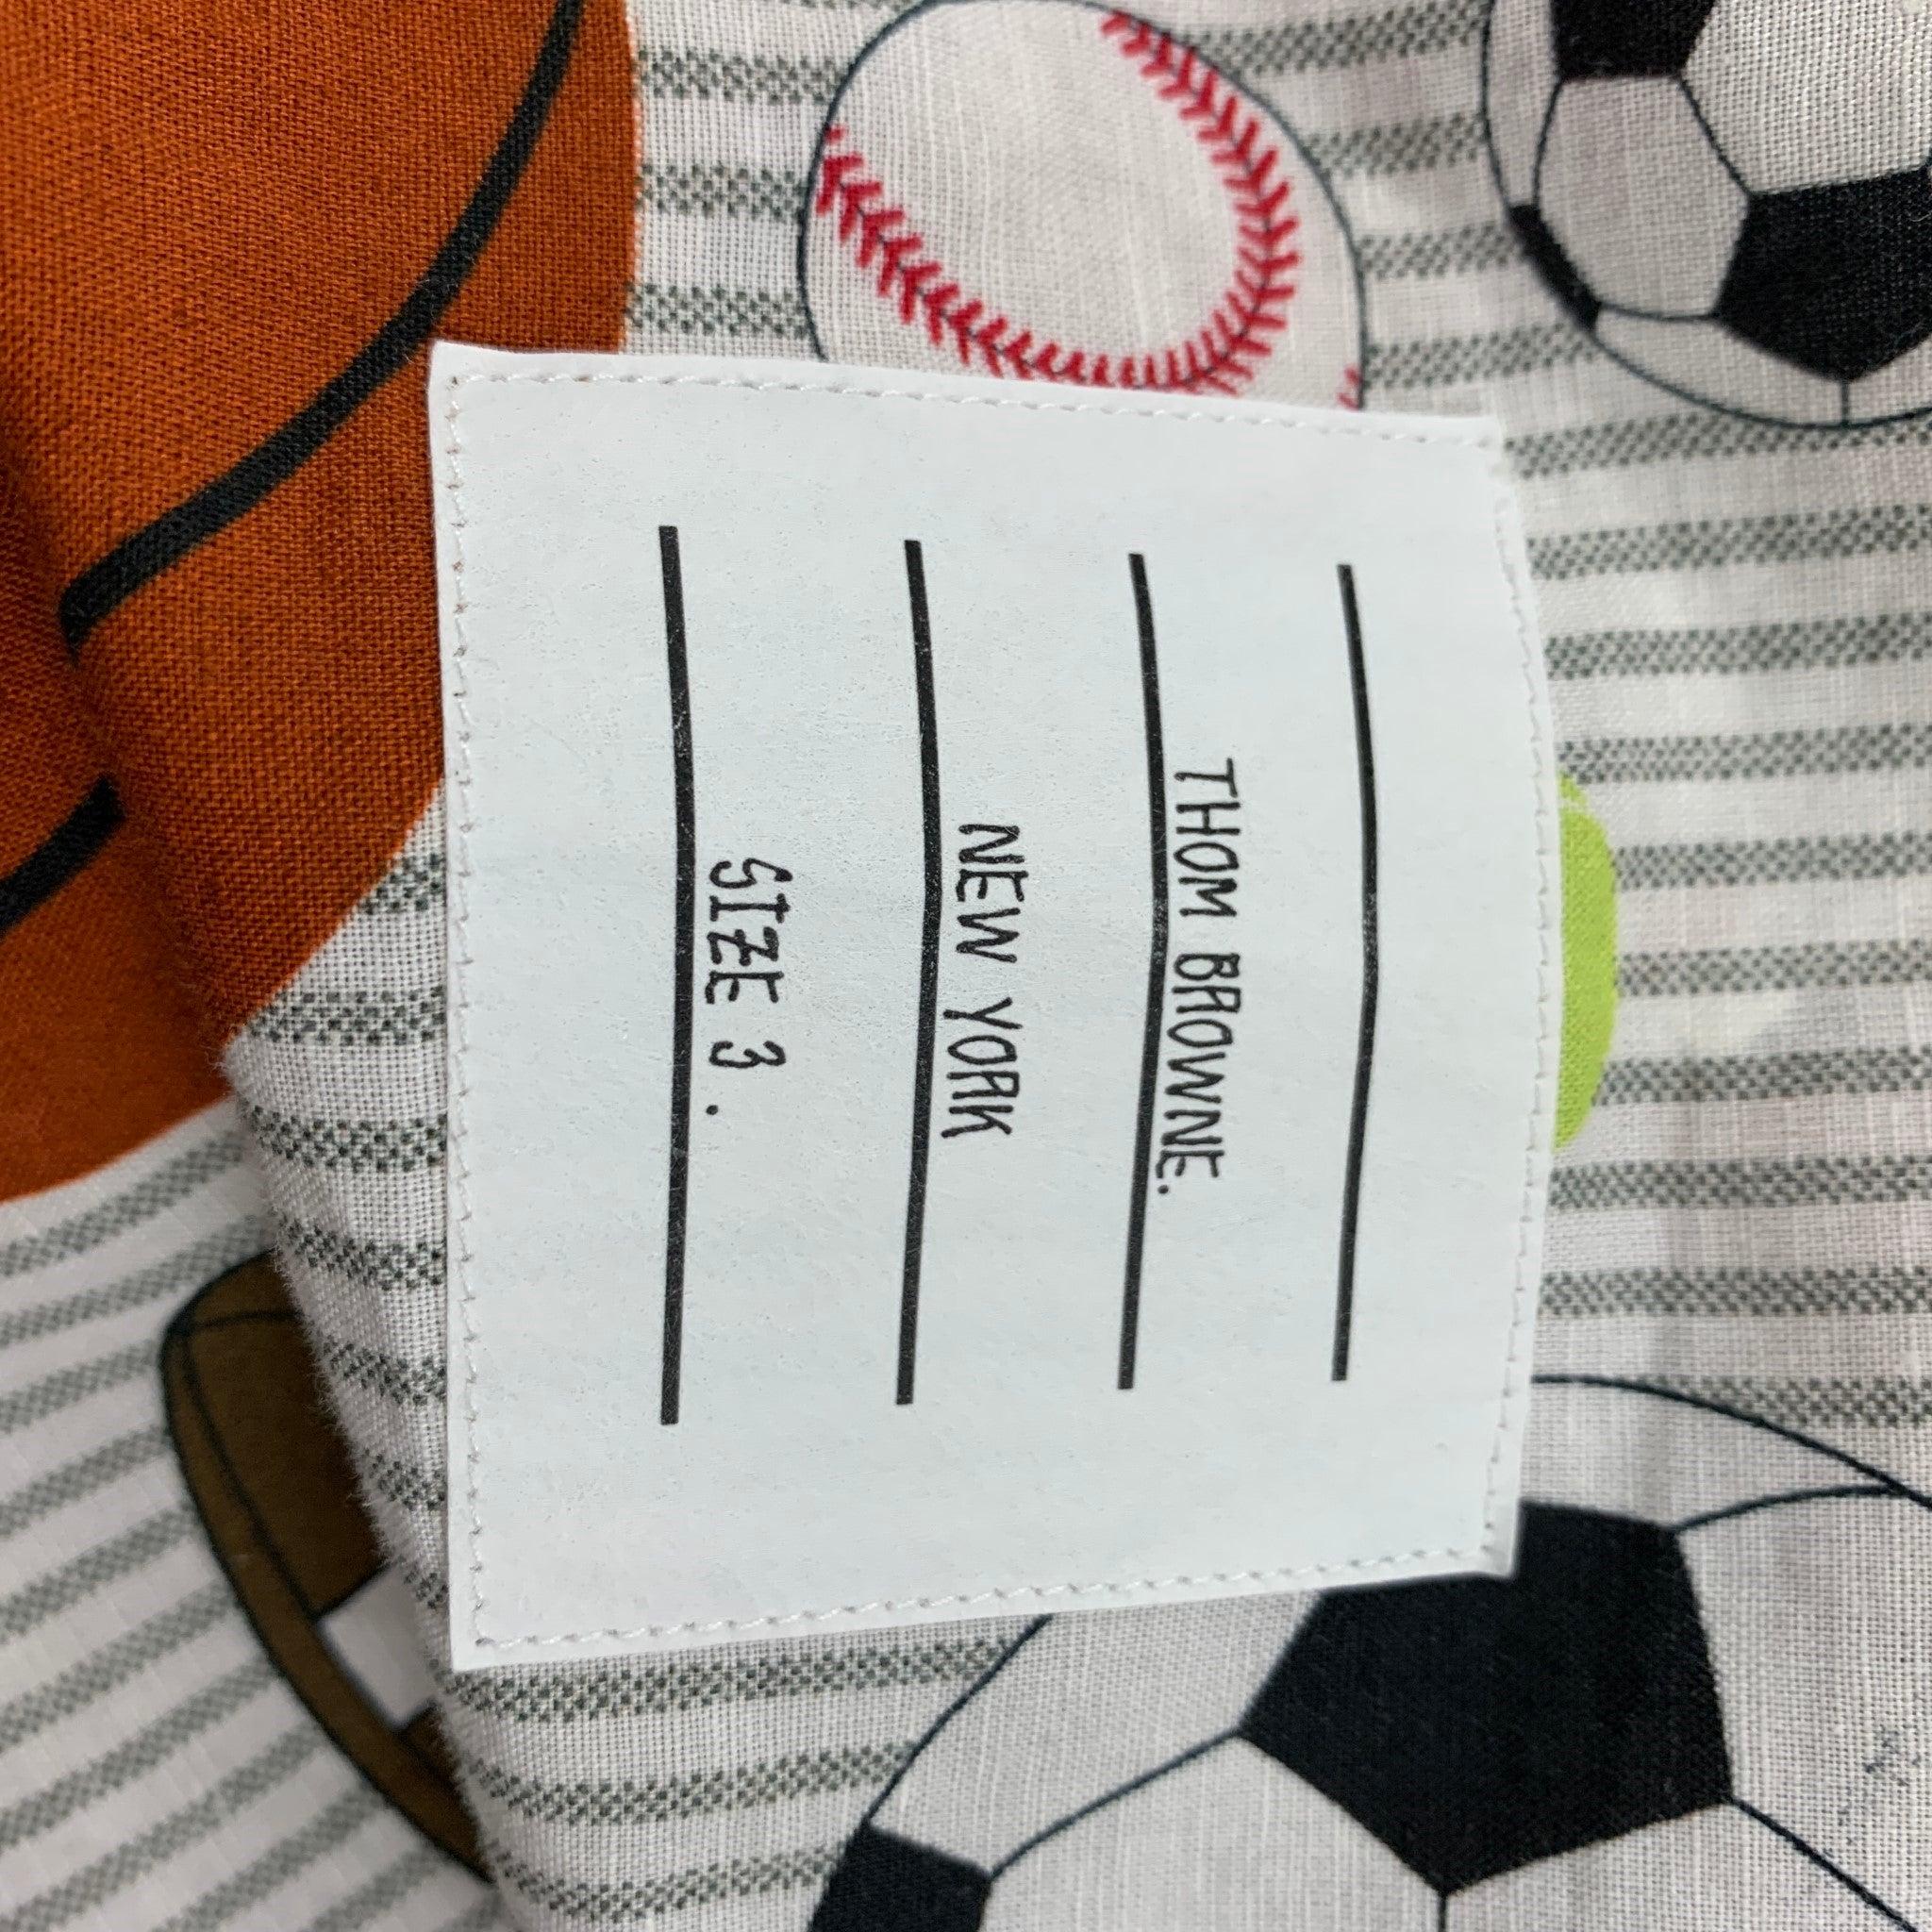 THOM BROWNE.
NEW YORK
SIZE 3.